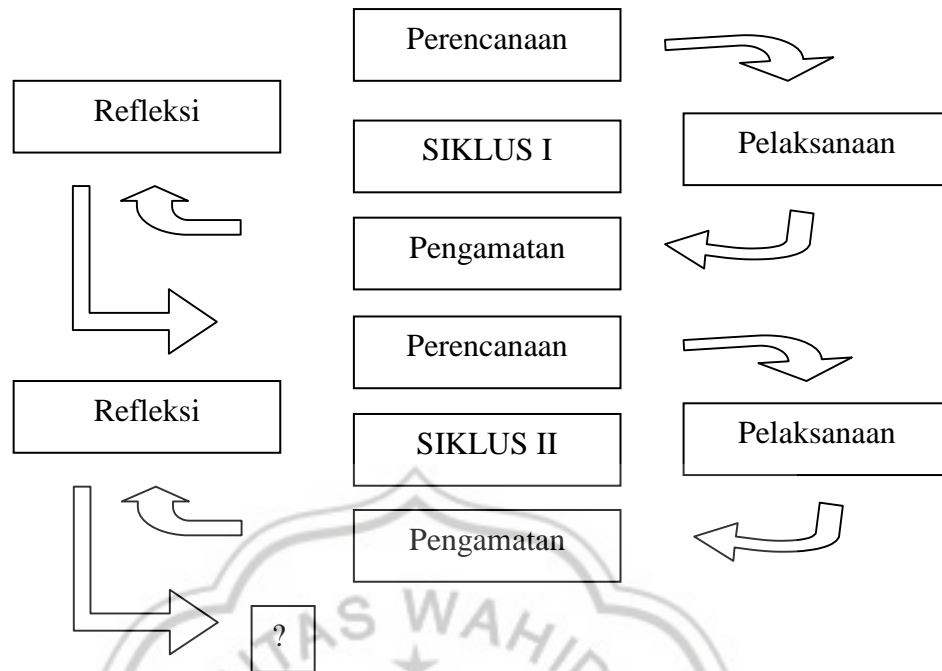 Perencanaan
Refleksi
SIKLUS I
Pelaksanaan
Pengamatan
Perencanaan
Refleksi
SIKLUS II
Pelaksanaan
Pengamatan
?